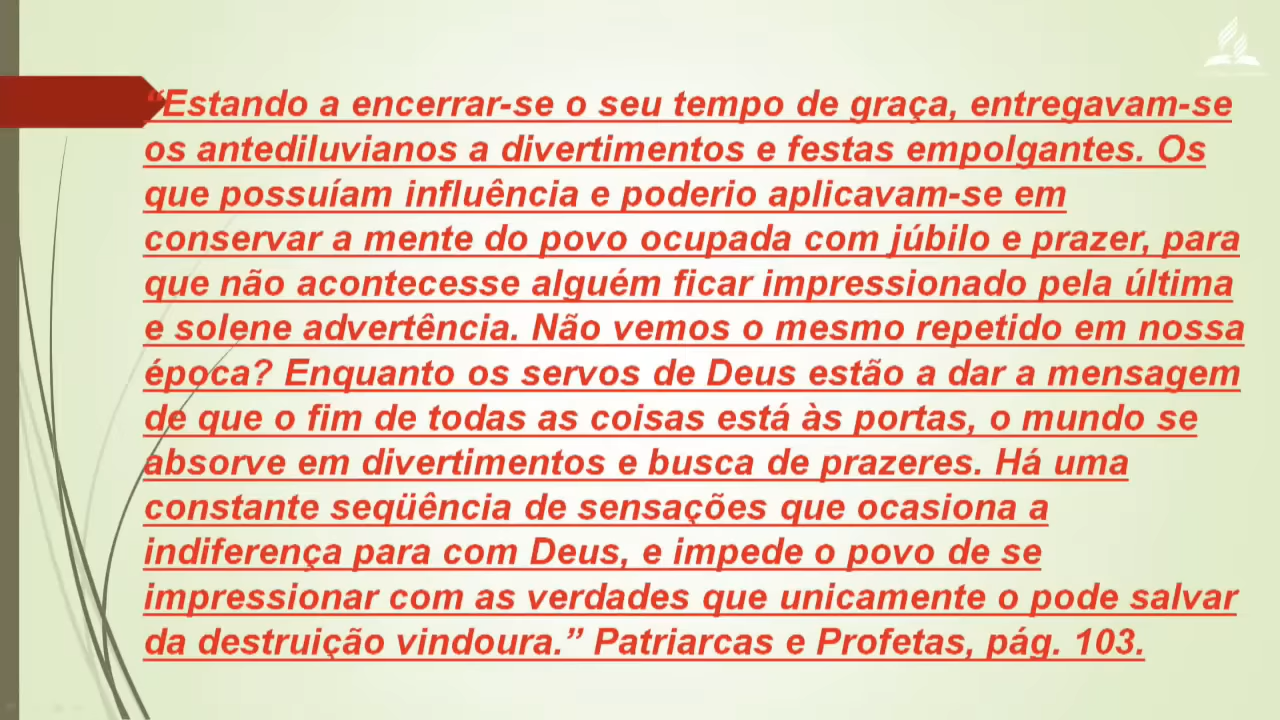 “Estando a encerrar-se o seu tempo de graça, entregavam-se
os antediluvianos a divertimentos e festas empolgantes. Os
que possuíam influência e poderio aplicavam-se em
conservar a mente do povo ocupada com júbilo e prazer, para
que não acontecesse alguém ficar impressionado pela última
e solene advertência. Não vemos o mesmo repetido em nossa
época? Enquanto os servos de Deus estão a dar a mensagem
de que o fim de todas as coisas está às portas, o mundo se
absorve em divertimentos e busca de prazeres. Há uma
constante seqüência de sensações que ocasiona a
indiferença para com Deus, e impede o povo de se
impressionar com as verdades que unicamente o pode salvar
da destruição vindoura.” Patriarcas e Profetas, pág. 103.